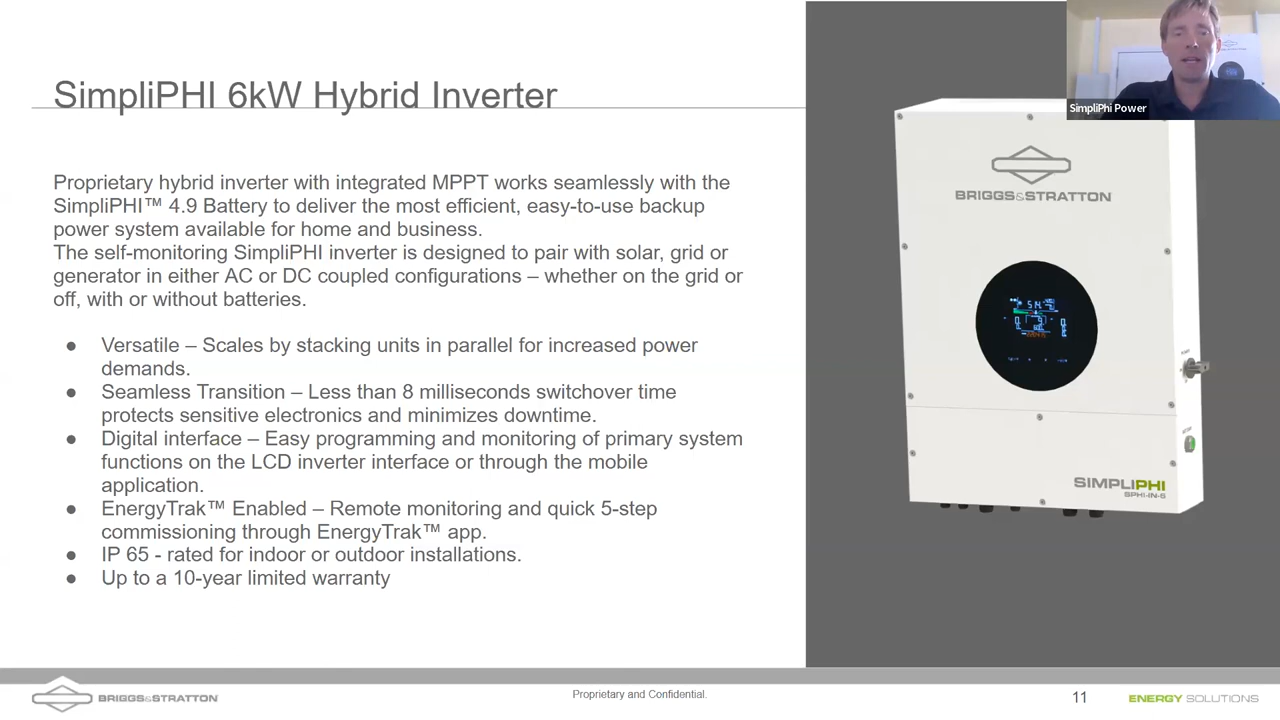 SimpliPHI 6kW Hybrid Inverter
Proprietary hybrid inverter with integrated MPPT works seamlessly with the
SimpliPHI™ 4.9 Battery to deliver the most efficient, easy-to-use backup
power system available for home and business.
The self-monitoring SimpliPHI inverter is designed to pair with solar, grid or
generator in either AC or DC coupled configurations – whether on the grid or
off, with or without batteries.
● Versatile – Scales by stacking units in parallel for increased power
demands.
● Seamless Transition – Less than 8 milliseconds switchover time
protects sensitive electronics and minimizes downtime.
● Digital interface – Easy programming and monitoring of primary system
functions on the LCD inverter interface or through the mobile
application.
● EnergyTrak™ Enabled – Remote monitoring and quick 5-step
commissioning through EnergyTrak™ app.
● IP 65 - rated for indoor or outdoor installations.
● Up to a 10-year limited warranty
SimpliPhi Power
BRIGGS&STRATTON
SIMPLIPHI
SPHI-IN-6
BRIGGS&STRATTON
Proprietary and Confidential.
11
ENERGY SOLUTIONS